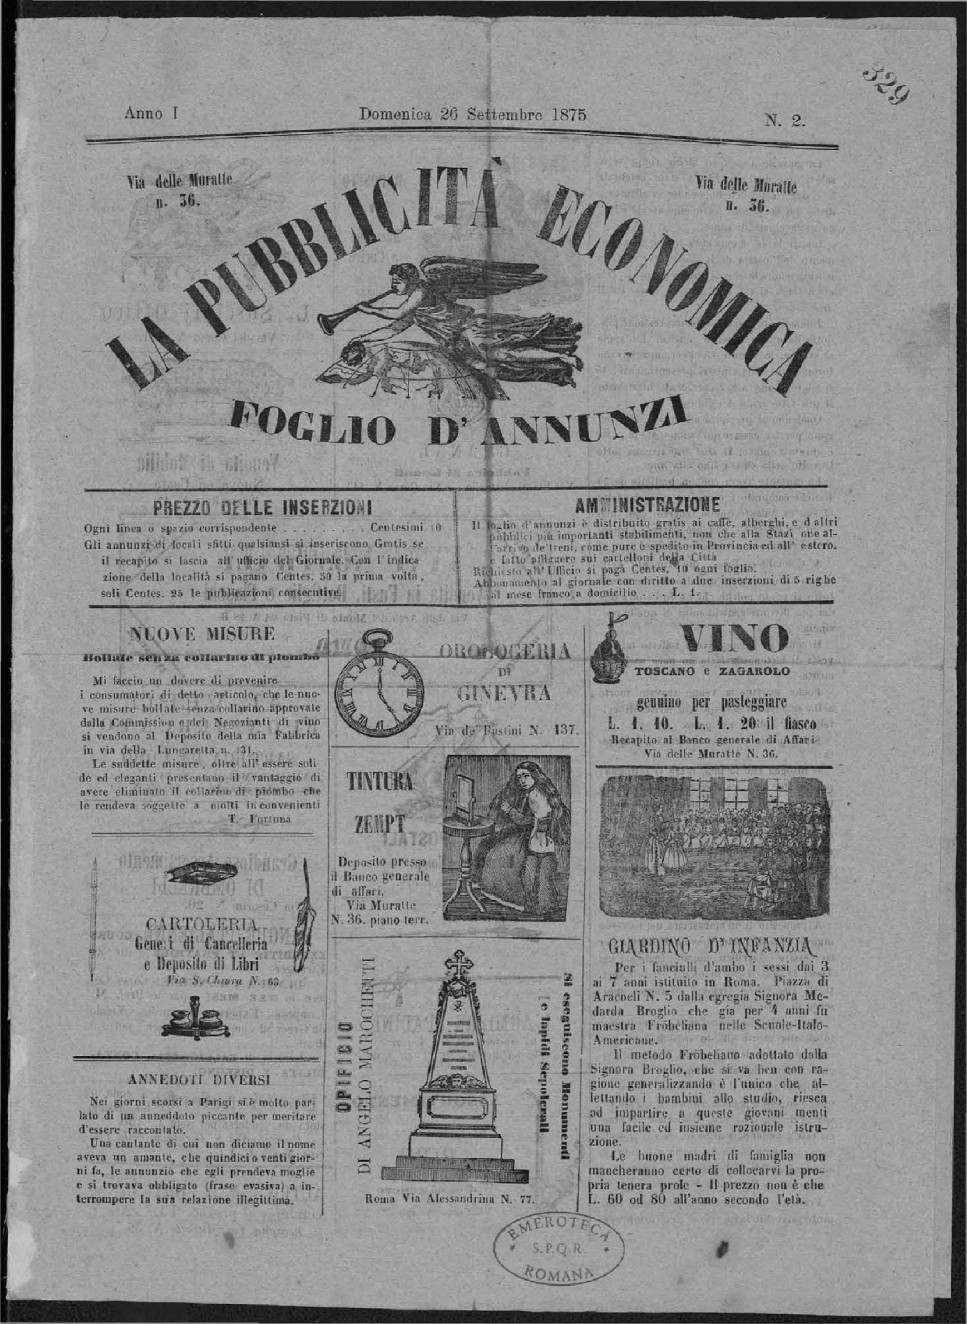 329
Anno I
Domenica 26 Settembre 1875
N. 2.
Via delle Muratte
n. 36.
Via delle Muratte
n. 36.
LA PUBBLICITÀ ECONOMICA
FOGLIO D'ANNUNZI
PREZZO DELLE INSERZIONI
Ogni linea o spazio corrispondente . . . . . . . . . Centesimi 10
Gli annunzi di locali sfitti qualsiansi si inseriscono Gratis se
il recapito si lascia all' ufficio del Giornale. Con l'indica
zione della località si pagano Centes. 50 la prima volta,
soli Centes. 25 le pubblicazioni consecutive.
AMMINISTRAZIONE
Il foglio d'annunzi è distribuito gratis ai caffè, alberghi, e d altri
pubblici più importanti stabilimenti, non che alla Stazi one al-
l'arrivo de'treni, come pure è spedito in Provincia ed all' estero.
e fatto affiggere sui cartelloni della Città
Richiesto all' Ufficio si paga Centes. 10 ogni foglio.
Abbonamento al giornale con diritto a due inserzioni di 5 righe
al mese franco a domicilio . . . L. 1.
NUOVE MISURE
Bollate senza collarino di piombo
Mi faccio un dovere di prevenire
i consumatori di detto articolo, che le nuo-
ve misure bollate senza collarino approvate
dalla Commission e dei Negozianti di vino
si vendono al Deposito della mia Fabbrica
in via della Lungaretta n. 131.
Le suddette misure, oltre all' essere soli
de ed eleganti presentano il vantaggio di
avere eliminato il collarino di piombo che
le rendeva soggette a molti inconvenienti
T. Fortuna
CARTOLERIA
Generi di Cancelleria
e Deposito di Libri
Via S. Chiara N. 63
ANNEDOTI DIVERSI
Nei giorni scorsi a Parigi si è molto par
lato di un anneddoto piccante per meritare
d'essere raccontato.
Una cantante di cui non diciamo il nome
aveva un amante, che quindici o venti gior-
ni fa, le annunziò che egli prendeva moglie
e si trovava obbligato (frase evasiva) a in-
terrompere la sua relazione illegittima.
OROLOGERIA
DI
GINEVRA
Via de' Pastini N. 137.
TINTURA
ZEMPT
Deposito presso
il Banco generale
di affari.
Via Muratte
N. 36. piano terr.
OPIFICIO
DI ANGELO MAROCHETTI
Si eseguiscono Monumenti
e lapidi Sepolcrali
Roma Via Alessandrina N. 77.
VINO
TOSCANO e ZAGAROLO
genuino per pasteggiare
L. 1. 10. L. 1. 20 il fiasco
Recapito al Banco generale di Affari
Via delle Muratte N. 36.
GIARDINO D'INFANZIA
Per i fanciulli d'ambo i sessi dai 3
ai 7 anni istituito in Roma. Piazza di
Aracoeli N. 5 dalla egregia Signora Me-
darda Broglio che già per 4 anni fu
maestra Fröbeliana nelle Scuole-Italo-
Americane.
Il metodo Fröbeliano adottato dalla
Signora Broglio, che si va ben con ra-
gione generalizzando è l'unico che, al-
lettando i bambini allo studio, riesca
ad impartire a queste giovani menti
una facile ed insieme razionale istru-
zione.
Le buone madri di famiglia non
mancheranno certo di collocarvi la pro-
pria tenera prole - Il prezzo non è che
L. 60 od 80 all'anno secondo l'età.
EMEROTECA
* S.P.Q.R. *
ROMANA